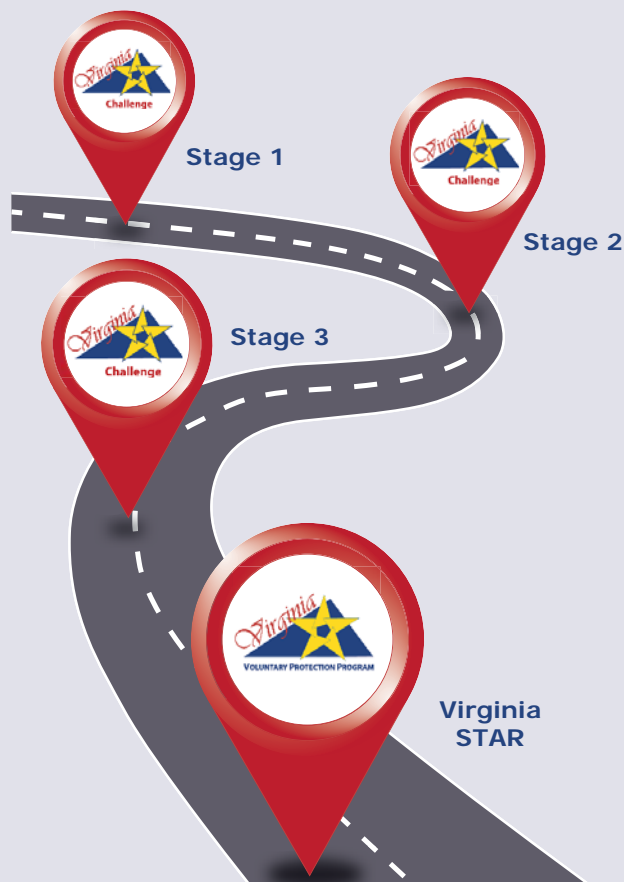 Virginia
Challenge
Stage 1
Virginia
Challenge
Stage 2
Virginia
Challenge
Stage 3
Virginia
VOLUNTARY PROTECTION PROGRAM
Virginia
STAR